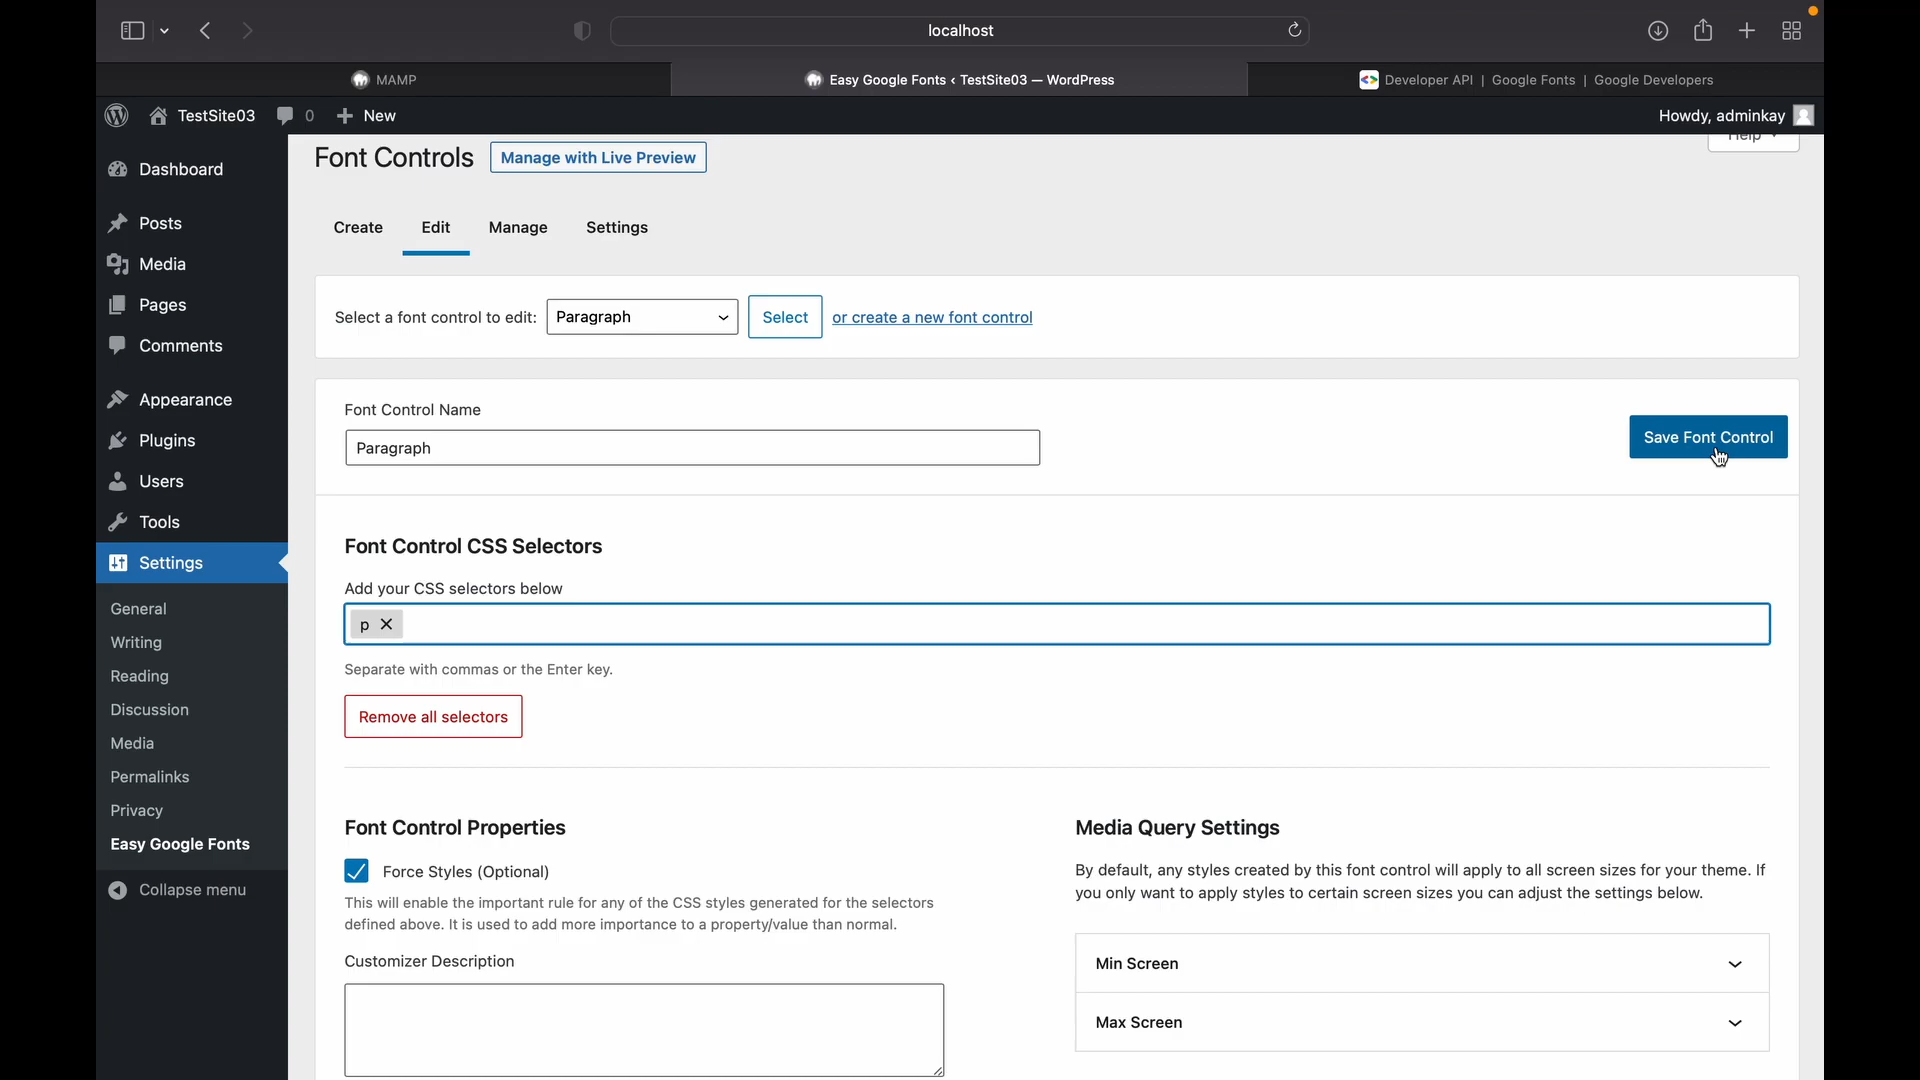 localhost
MAMP
Easy Google Fonts < TestSite03 — WordPress
Developer API | Google Fonts | Google Developers
TestSite03
0
New
Howdy, adminkay
Help
Font Controls
Manage with Live Preview
Create
Edit
Manage
Settings
Select a font control to edit:
Paragraph
Select
or create a new font control
Font Control Name
Paragraph
Save Font Control
Font Control CSS Selectors
Add your CSS selectors below
p
Separate with commas or the Enter key.
Remove all selectors
Font Control Properties
Force Styles (Optional)
This will enable the important rule for any of the CSS styles generated for the selectors
defined above. It is used to add more importance to a property/value than normal.
Customizer Description
Media Query Settings
By default, any styles created by this font control will apply to all screen sizes for your theme. If
you only want to apply styles to certain screen sizes you can adjust the settings below.
Min Screen
Max Screen
Dashboard
Posts
Media
Pages
Comments
Appearance
Plugins
Users
Tools
Settings
General
Writing
Reading
Discussion
Media
Permalinks
Privacy
Easy Google Fonts
Collapse menu